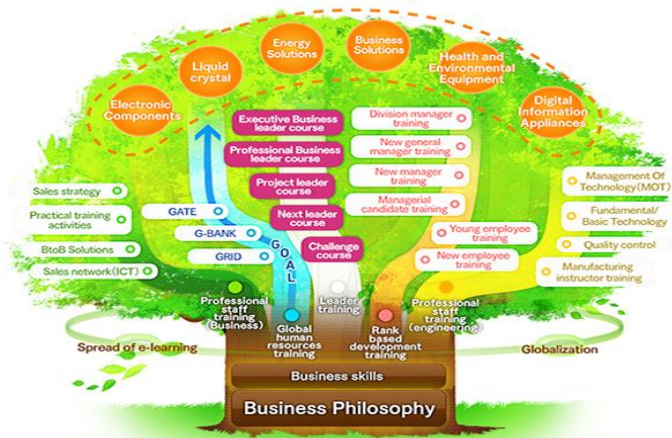 Energy
Solutions
Business
Solutions
Liquid
crystal
Health and
Environmental
Equipment
Electronic
Components
Digital
Information
Appliances
Executive Business
leader course
Professional Business
leader course
Project leader
course
Next leader
course
Challenge
course
Division manager
training
New general
manager training
New manager
training
Managerial
candidate training
Young employee
training
New employee
training
Sales strategy
Practical training
activities
BtoB Solutions
Sales network(ICT)
GATE
G-BANK
GRID
GOAL
Management Of
Technology(MOT)
Fundamental/
Basic Technology
Quality control
Manufacturing
instructor training
Professional
staff
training
(Business)
Global
human
resources
training
Leader
training
Rank
based
development
training
Professional
staff
training
(engineering)
Spread of e-learning
Globalization
Business skills
Business Philosophy